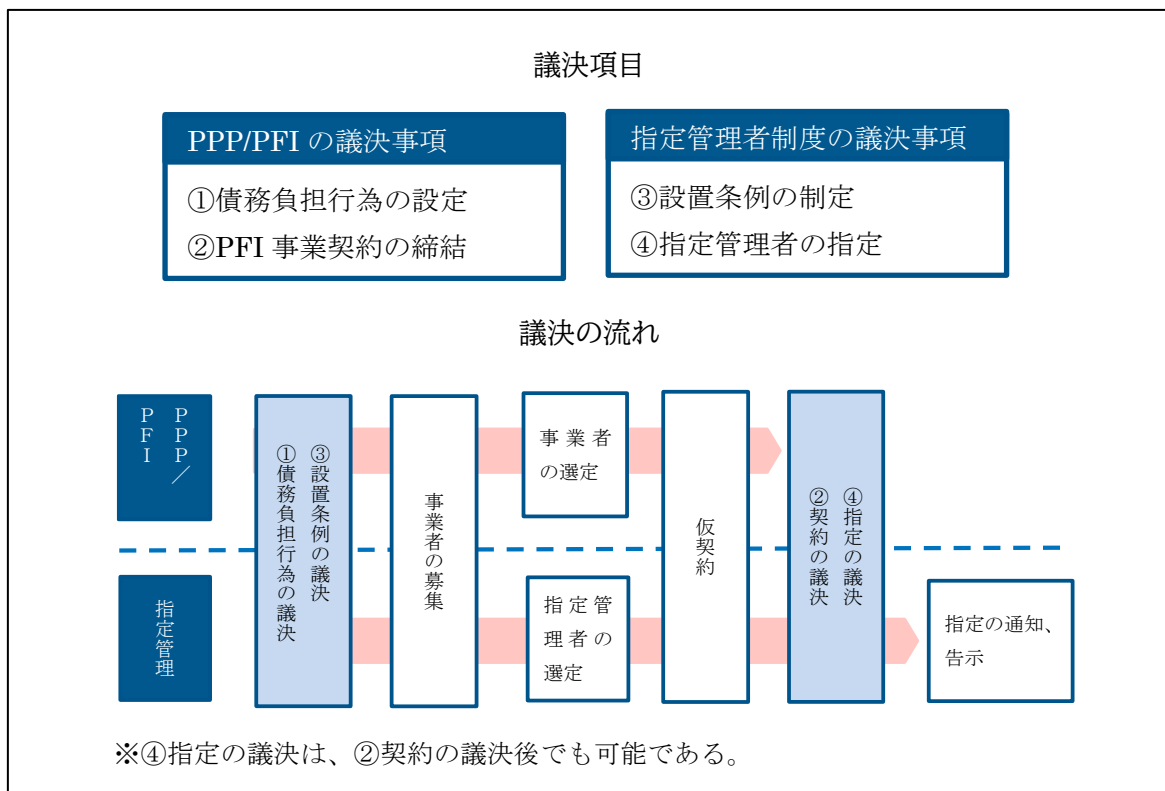 議決項目
PPP/PFI の議決事項
①債務負担行為の設定
②PFI 事業契約の締結
指定管理者制度の議決事項
③設置条例の制定
④指定管理者の指定
議決の流れ
PPP／
PFI
③設置条例の議決
①債務負担行為の議決
事業者の募集
事業者
の選定
仮契約
④指定の議決
②契約の議決
指定管理
指定管
理者の
選定
指定の通知、
告示
※④指定の議決は、②契約の議決後でも可能である。